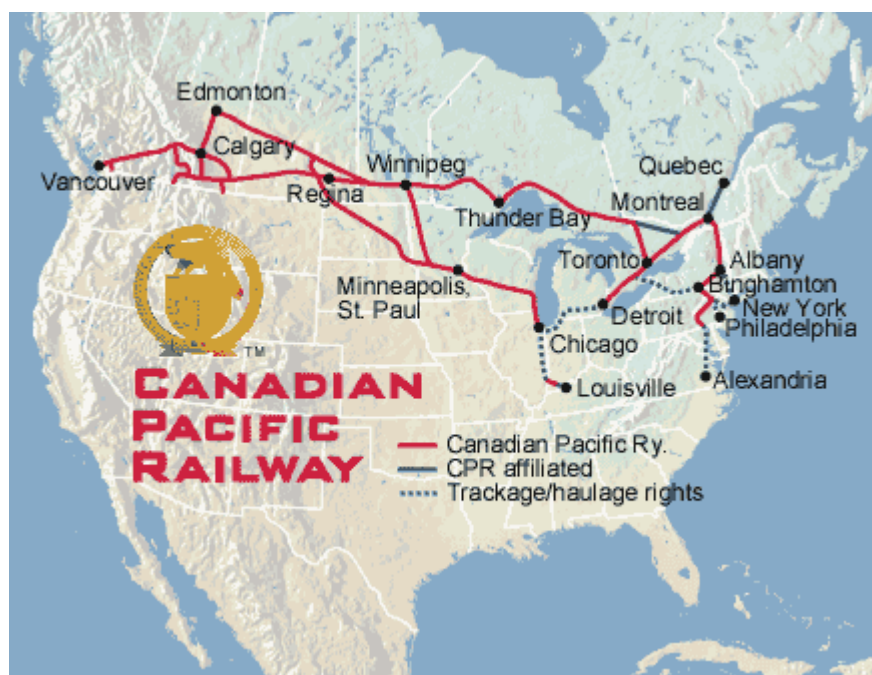 Edmonton
Calgary
Vancouver
Regina
Winnipeg
Thunder Bay
Quebec
Montreal
Toronto
Albany
Binghamton
New York
Philadelphia
Minneapolis,
St. Paul
Detroit
Chicago
Louisville
Alexandria
TM
CANADIAN
PACIFIC
RAILWAY
Canadian Pacific Ry.
CPR affiliated
Trackage/haulage rights